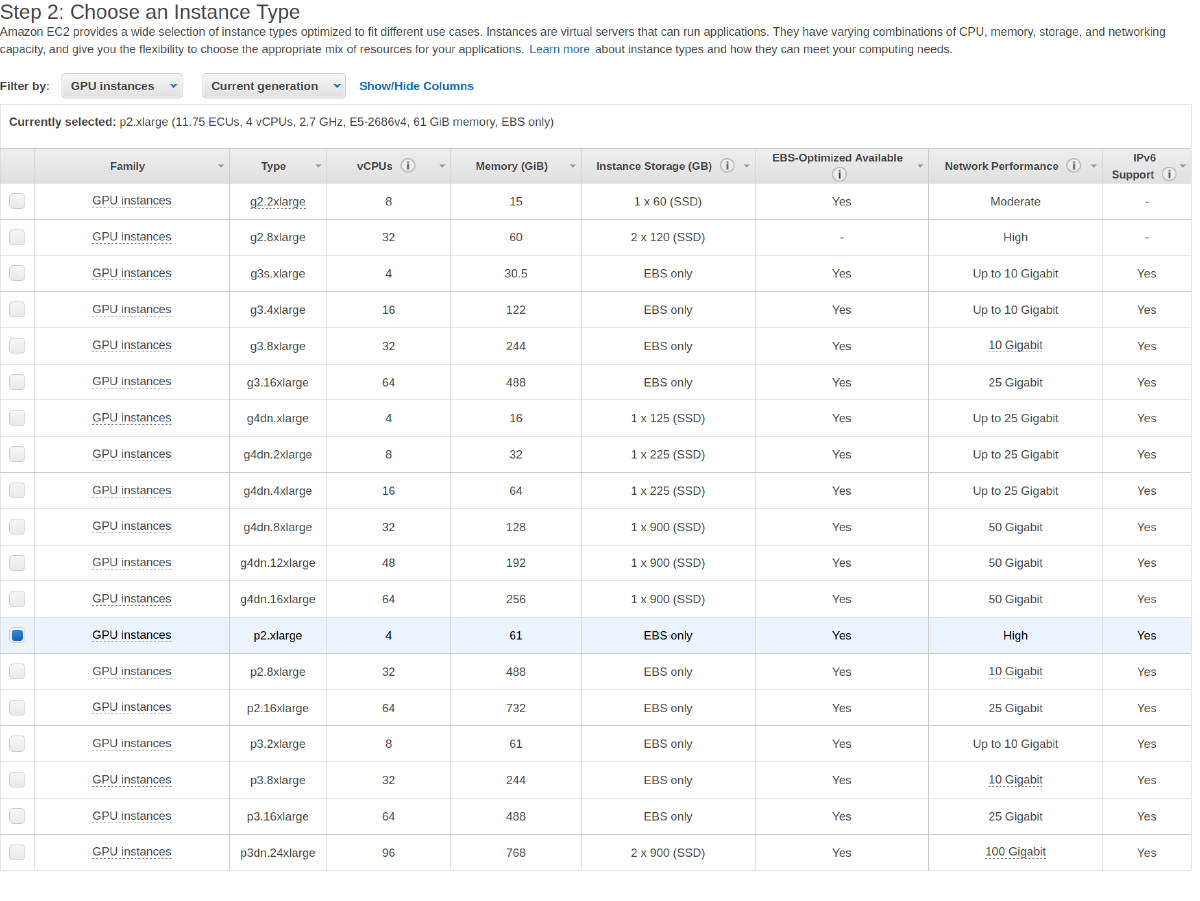 Step 2: Choose an Instance Type
Amazon EC2 provides a wide selection of instance types optimized to fit different use cases. Instances are virtual servers that can run applications. They have varying combinations of CPU, memory, storage, and networking
capacity, and give you the flexibility to choose the appropriate mix of resources for your applications. Learn more about instance types and how they can meet your computing needs.
Filter by: GPU instances Current generation Show/Hide Columns
Currently selected: p2.xlarge (11.75 ECUs, 4 vCPUs, 2.7 GHz, E5-2686v4, 61 GiB memory, EBS only)
Family Type vCPUs Memory (GiB) Instance Storage (GB) EBS-Optimized Available Network Performance IPv6 Support
GPU instances g2.2xlarge 8 15 1 x 60 (SSD) Yes Moderate -
GPU instances g2.8xlarge 32 60 2 x 120 (SSD) - High -
GPU instances g3s.xlarge 4 30.5 EBS only Yes Up to 10 Gigabit Yes
GPU instances g3.4xlarge 16 122 EBS only Yes Up to 10 Gigabit Yes
GPU instances g3.8xlarge 32 244 EBS only Yes 10 Gigabit Yes
GPU instances g3.16xlarge 64 488 EBS only Yes 25 Gigabit Yes
GPU instances g4dn.xlarge 4 16 1 x 125 (SSD) Yes Up to 25 Gigabit Yes
GPU instances g4dn.2xlarge 8 32 1 x 225 (SSD) Yes Up to 25 Gigabit Yes
GPU instances g4dn.4xlarge 16 64 1 x 225 (SSD) Yes Up to 25 Gigabit Yes
GPU instances g4dn.8xlarge 32 128 1 x 900 (SSD) Yes 50 Gigabit Yes
GPU instances g4dn.12xlarge 48 192 1 x 900 (SSD) Yes 50 Gigabit Yes
GPU instances g4dn.16xlarge 64 256 1 x 900 (SSD) Yes 50 Gigabit Yes
GPU instances p2.xlarge 4 61 EBS only Yes High Yes
GPU instances p2.8xlarge 32 488 EBS only Yes 10 Gigabit Yes
GPU instances p2.16xlarge 64 732 EBS only Yes 25 Gigabit Yes
GPU instances p3.2xlarge 8 61 EBS only Yes Up to 10 Gigabit Yes
GPU instances p3.8xlarge 32 244 EBS only Yes 10 Gigabit Yes
GPU instances p3.16xlarge 64 488 EBS only Yes 25 Gigabit Yes
GPU instances p3dn.24xlarge 96 768 2 x 900 (SSD) Yes 100 Gigabit Yes